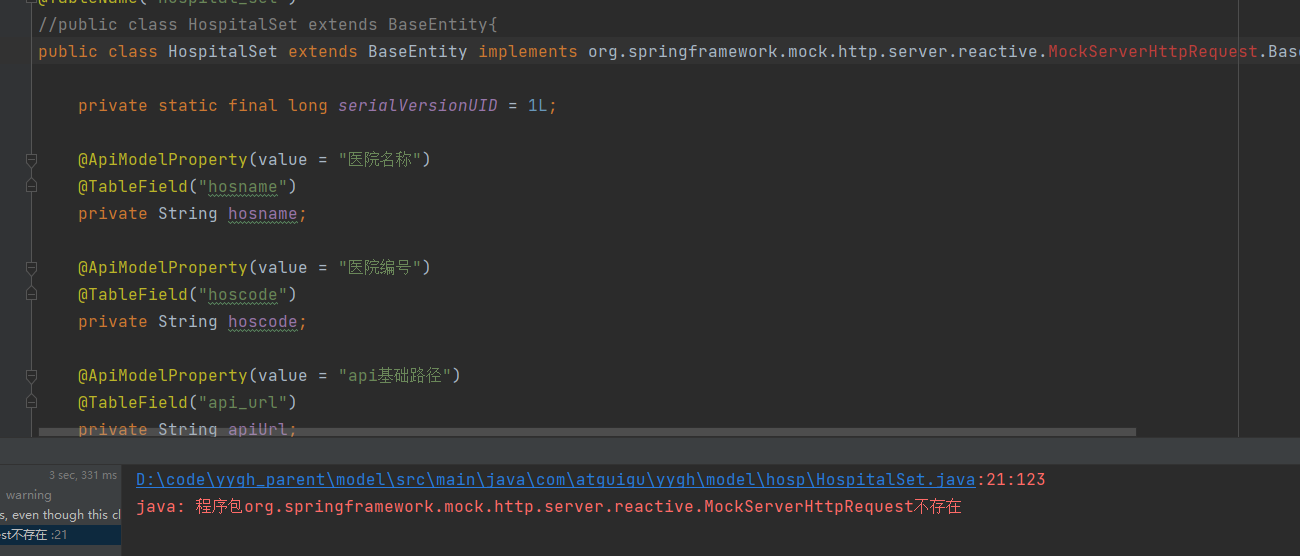 @TableName("hospital_set")
//public class HospitalSet extends BaseEntity{
public class HospitalSet extends BaseEntity implements org.springframework.mock.http.server.reactive.MockServerHttpRequest.Bas
private static final long serialVersionUID = 1L;
@ApiModelProperty(value = "医院名称")
@TableField("hosname")
private String hosname;
@ApiModelProperty(value = "医院编号")
@TableField("hoscode")
private String hoscode;
@ApiModelProperty(value = "api基础路径")
@TableField("api_url")
private String apiUrl;
3 sec, 331 ms
warning
s, even though this cl
st不存在 :21
D:\code\yygh_parent\model\src\main\java\com\atguigu\yygh\model\hosp\HospitalSet.java:21:123
java: 程序包org.springframework.mock.http.server.reactive.MockServerHttpRequest不存在